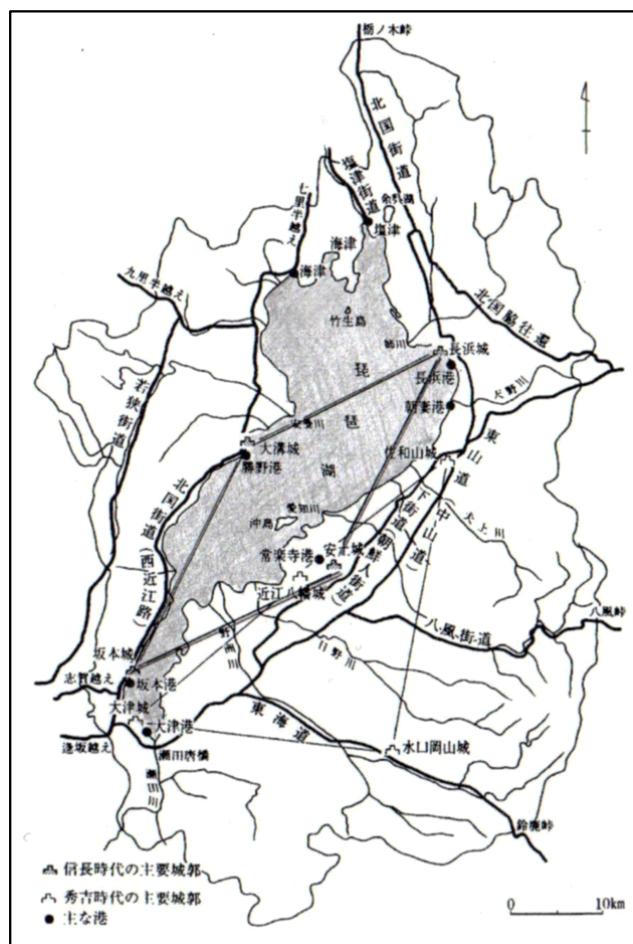 栃ノ木峠
北国街道
塩津街道
余呉湖
七里半越え
塩津
海津
海津
九里半越え
竹生島
北国脇往還
姉川
長浜城
長浜港
琵琶湖
若狭街道
朝妻港
天野川
安曇川
大溝城
勝野港
佐和山城
東山道(中山道)
北国街道(西近江路)
愛知川
沖島
下街道(朝鮮人街道)
犬上川
常楽寺港
安土城
近江八幡城
八風街道
八風峠
野洲川
日野川
坂本城
志賀越え
坂本港
大津城
大津港
東海道
逢坂越え
瀬田唐橋
水口岡山城
瀬田川
鈴鹿峠
信長時代の主要城郭
秀吉時代の主要城郭
主な港
0 10km